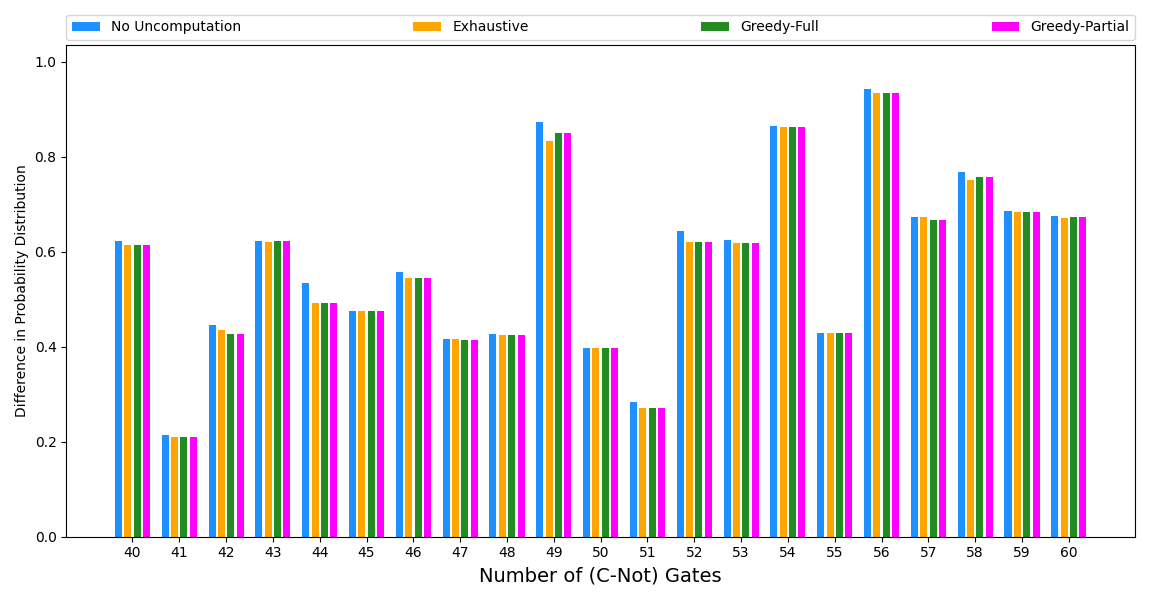 No Uncomputation Exhaustive Greedy-Full Greedy-Partial
Difference in Probability Distribution
1.0
0.8
0.6
0.4
0.2
0.0
40 41 42 43 44 45 46 47 48 49 50 51 52 53 54 55 56 57 58 59 60
Number of (C-Not) Gates